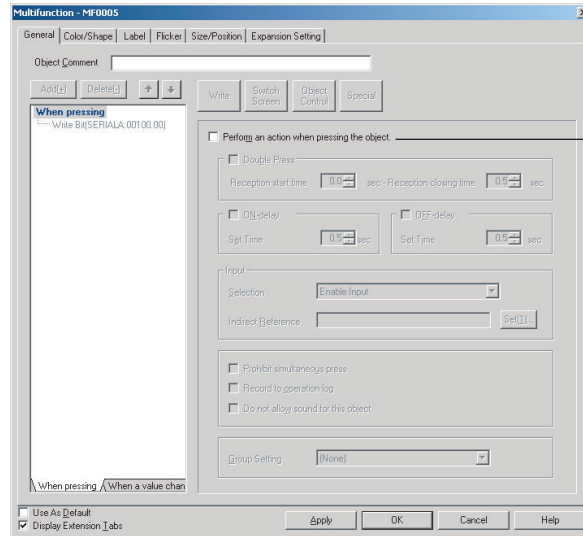 Multifunction - MF0005
General Color/Shape Label Flicker Size/Position Expansion Setting
Object Comment
Add[+] Delete[-]
Write Switch Screen Object Control Special
When pressing
Write Bit(SERIALA:00100.00)
Perform an action when pressing the object.
Double Press
Reception start time 0.0 sec - Reception closing time 0.5 sec
ON-delay OFF-delay
Set Time 0.5 sec Set Time 0.5 sec
Input
Selection Enable Input
Indirect Reference Set[I]...
Prohibit simultaneous press
Record to operation log
Do not allow sound for this object
Group Setting (None)
When pressing When a value chan
Use As Default
Display Extension Tabs
Apply OK Cancel Help